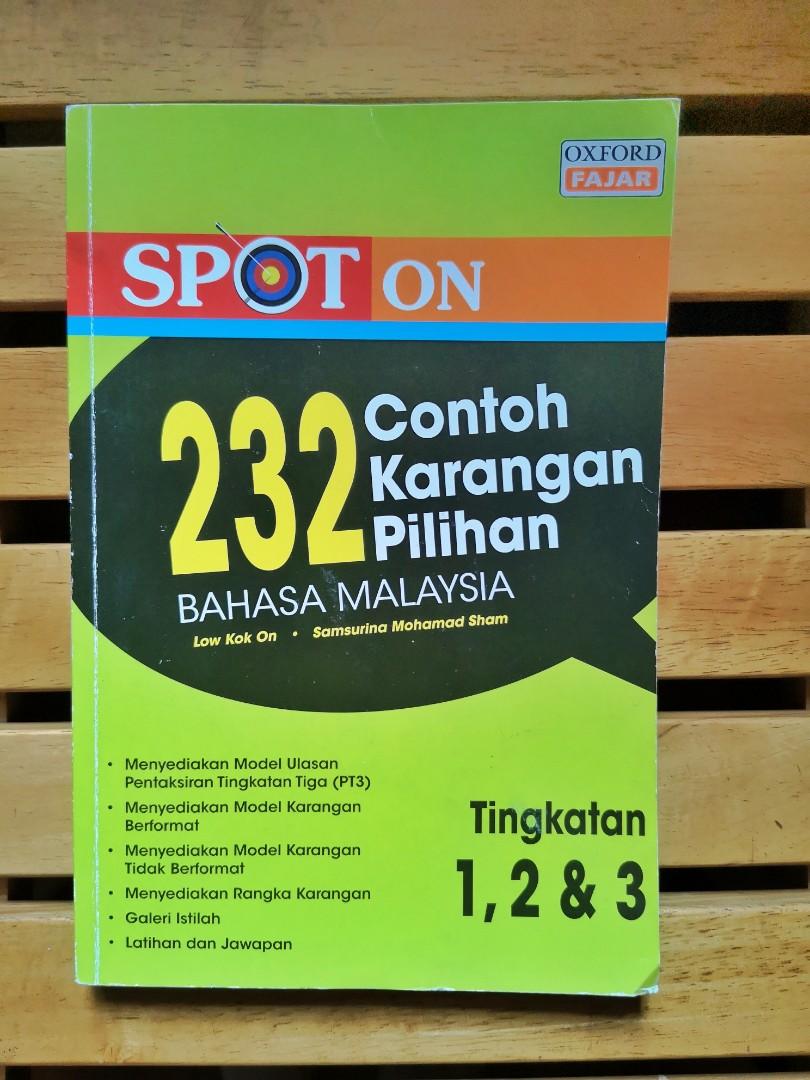 OXFORD
FAJAR
SPOT ON
232 Contoh
Karangan
Pilihan
BAHASA MALAYSIA
Low Kok On • Samsurina Mohamad Sham
• Menyediakan Model Ulasan
Pentaksiran Tingkatan Tiga (PT3)
• Menyediakan Model Karangan
Berformat
• Menyediakan Model Karangan
Tidak Berformat
• Menyediakan Rangka Karangan
• Galeri Istilah
• Latihan dan Jawapan
Tingkatan
1, 2 & 3